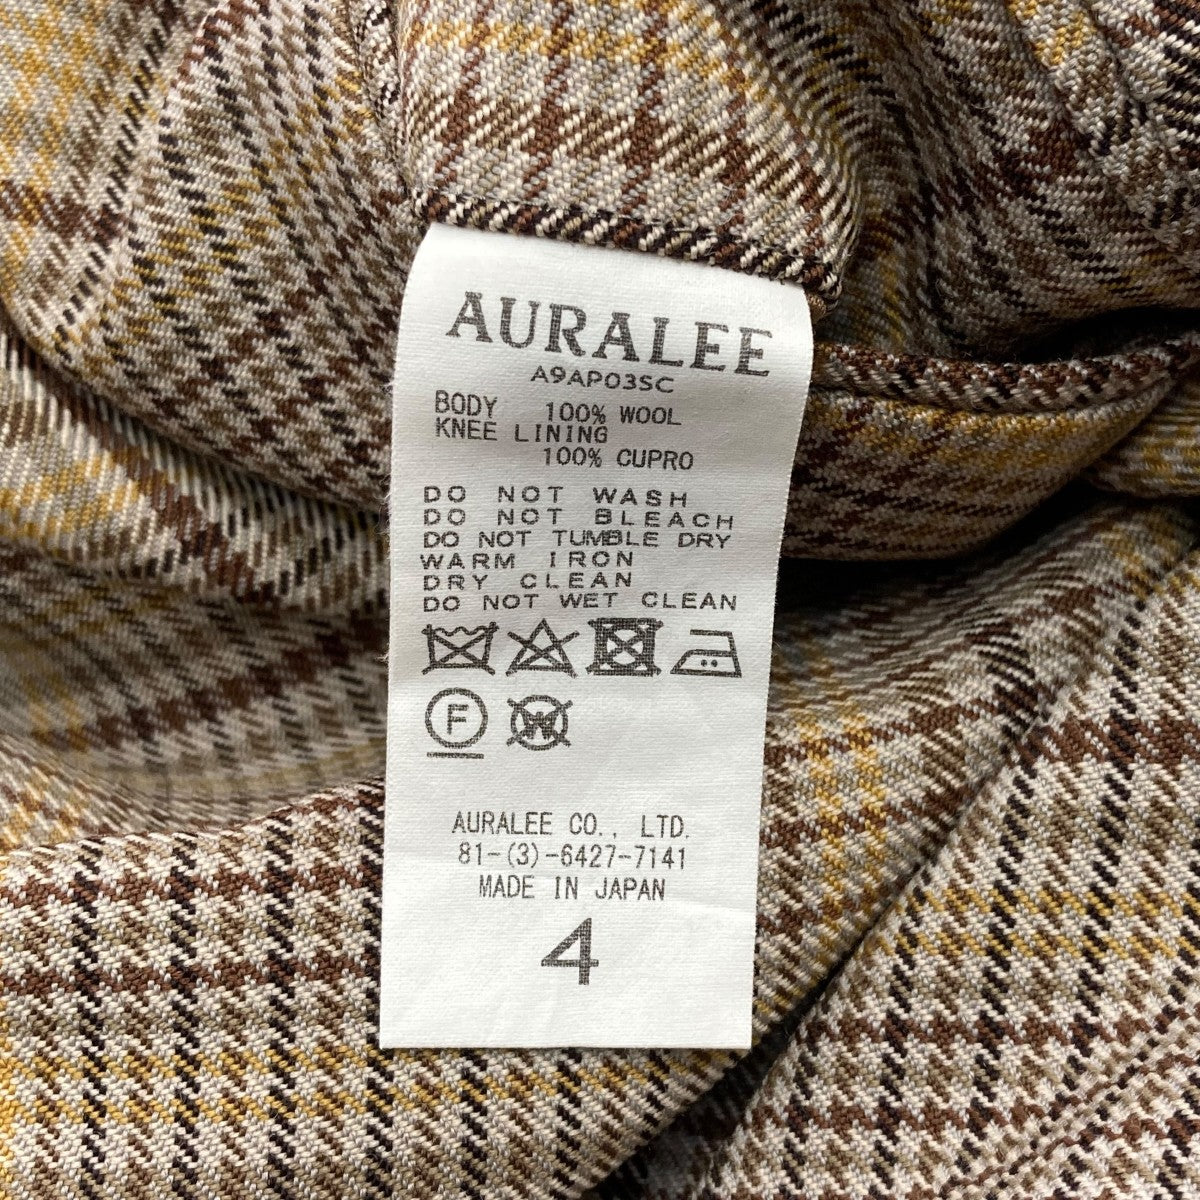 AURALEE
A9AP03SC
BODY 100% WOOL
KNEE LINING
100% CUPRO
DO NOT WASH
DO NOT BLEACH
DO NOT TUMBLE DRY
WARM IRON
DRY CLEAN
DO NOT WET CLEAN
F W
AURALEE CO., LTD.
81-(3)-6427-7141
MADE IN JAPAN
4